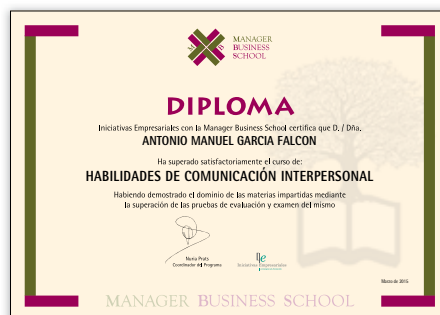 MANAGER
BUSINESS
SCHOOL
M B
DIPLOMA
Iniciativas Empresariales con la Manager Business School certifica que D. / Dña.
ANTONIO MANUEL GARCIA FALCON
Ha superado satisfactoriamente el curso de:
HABILIDADES DE COMUNICACIÓN INTERPERSONAL
Habiendo demostrado el dominio de las materias impartidas mediante
la superación de las pruebas de evaluación y examen del mismo
Nuria Prats
Coordinador del Programa
Iniciativas Empresariales
Marzo de 2015
MANAGER BUSINESS SCHOOL